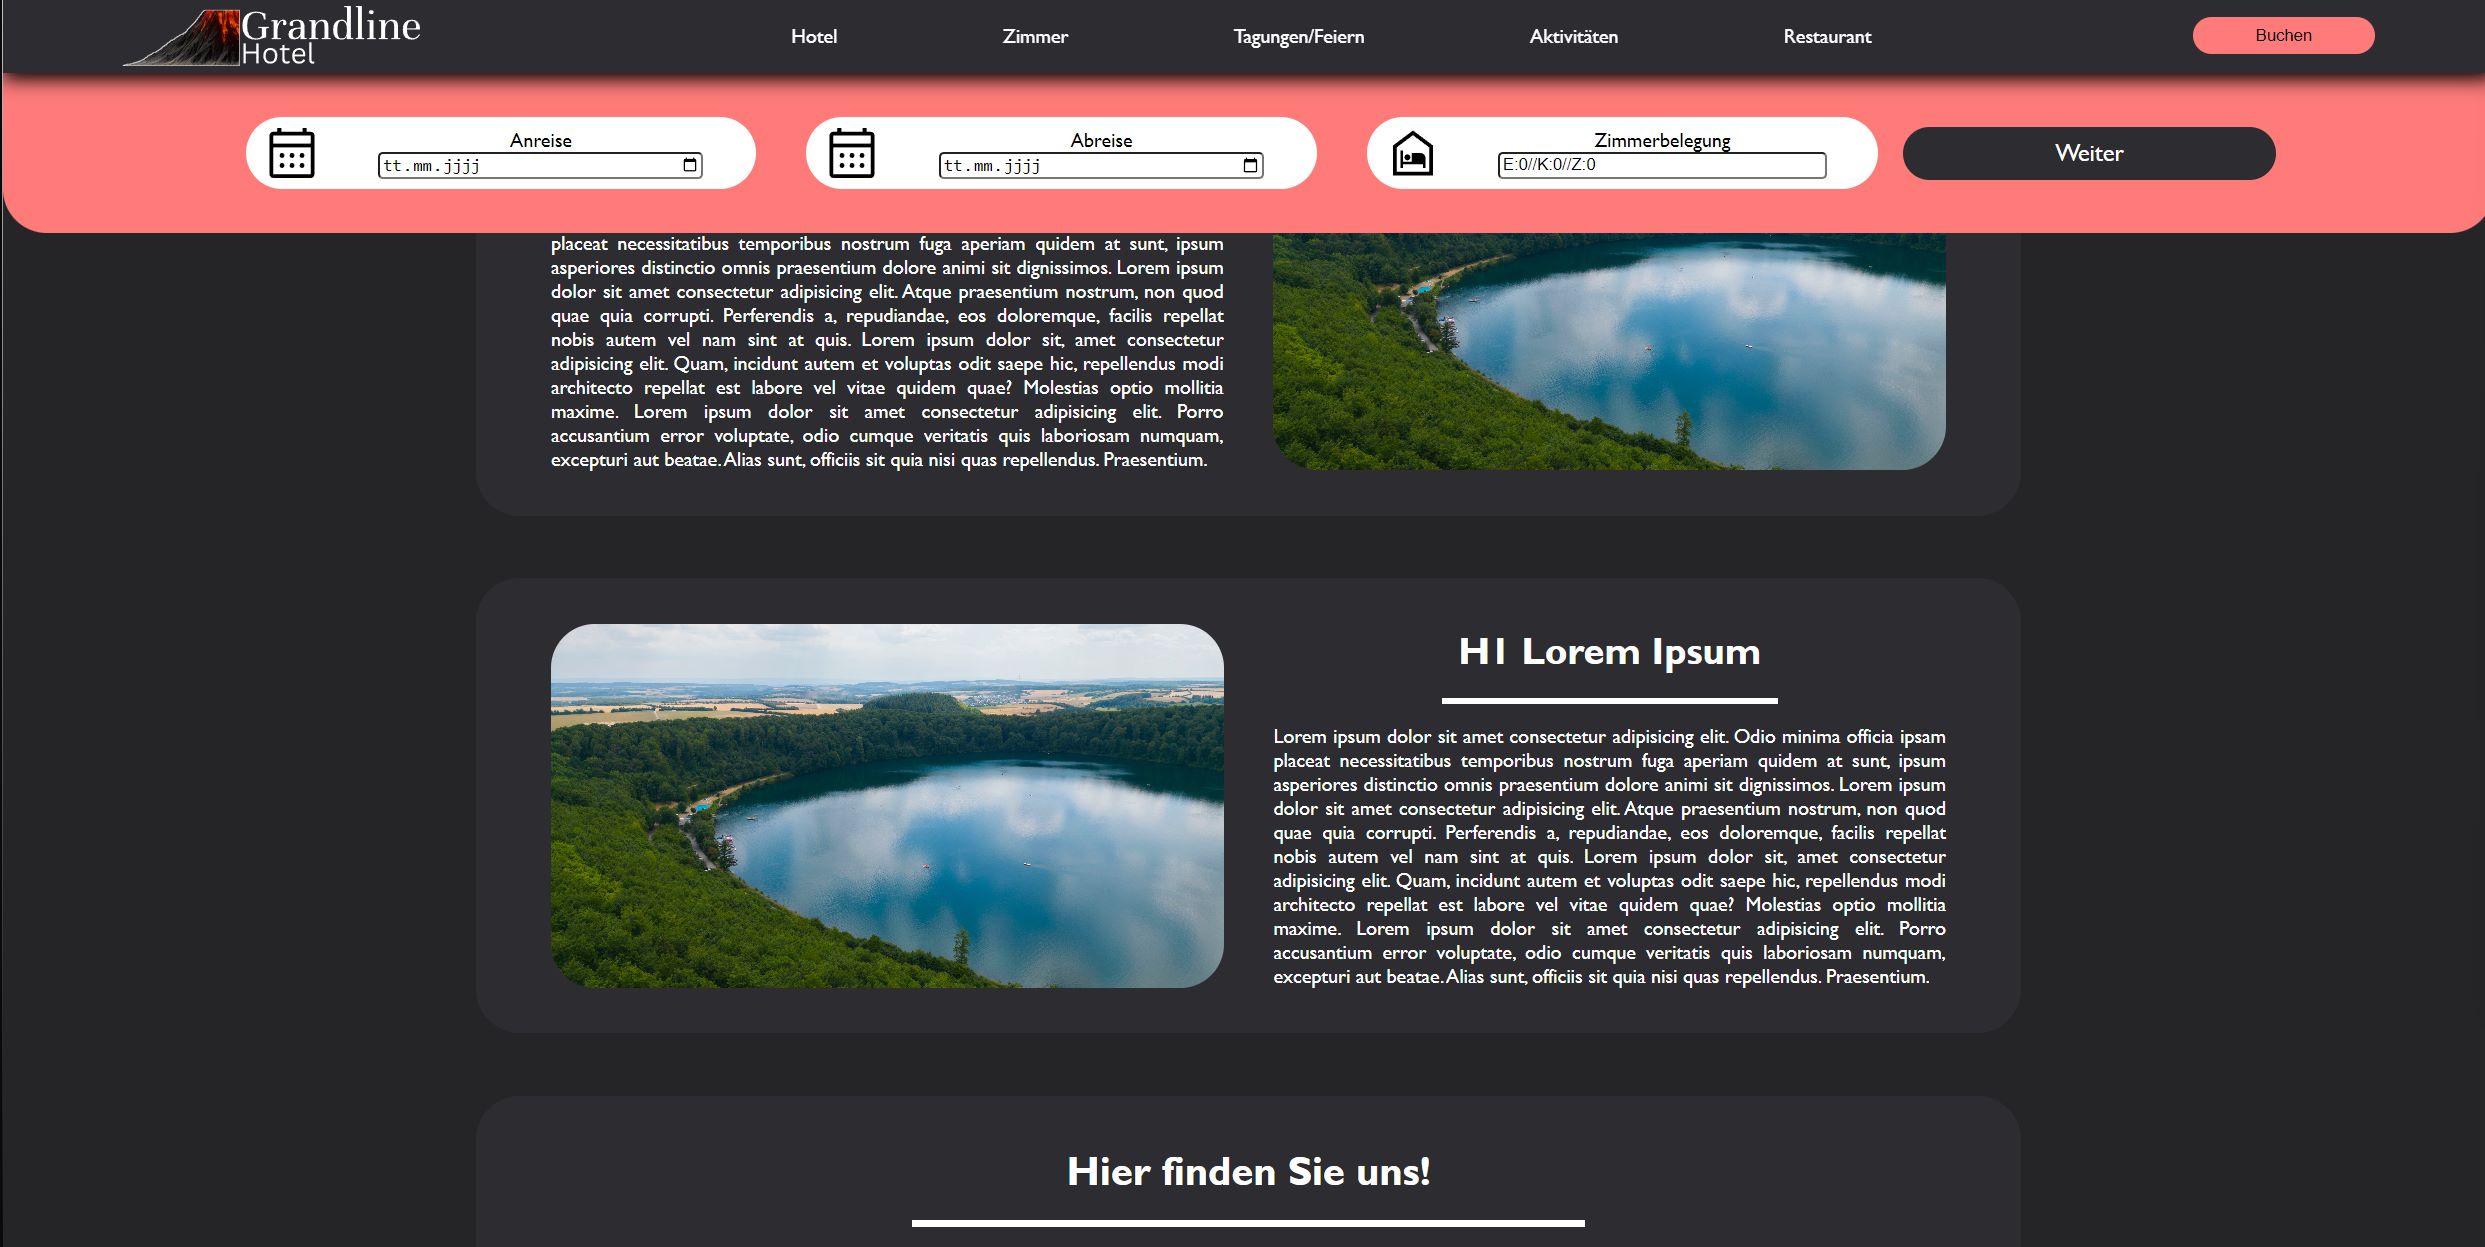 Grandline
Hotel
Hotel Zimmer Tagungen/Feiern Aktivitäten Restaurant Buchen
Anreise
tt.mm.jjjj
Abreise
tt.mm.jjjj
Zimmerbelegung
E:0//K:0//Z:0
Weiter
placeat necessitatibus temporibus nostrum fuga aperiam quidem at sunt, ipsum
asperiores distinctio omnis praesentium dolore animi sit dignissimos. Lorem ipsum
dolor sit amet consectetur adipisicing elit. Atque praesentium nostrum, non quod
quae quia corrupti. Perferendis a, repudiandae, eos doloremque, facilis repellat
nobis autem vel nam sint at quis. Lorem ipsum dolor sit, amet consectetur
adipisicing elit. Quam, incidunt autem et voluptas odit saepe hic, repellendus modi
architecto repellat est labore vel vitae quidem quae? Molestias optio mollitia
maxime. Lorem ipsum dolor sit amet consectetur adipisicing elit. Porro
accusantium error voluptate, odio cumque veritatis quis laboriosam numquam,
excepturi aut beatae. Alias sunt, officiis sit quia nisi quas repellendus. Praesentium.
H1 Lorem Ipsum
Lorem ipsum dolor sit amet consectetur adipisicing elit. Odio minima officia ipsam
placeat necessitatibus temporibus nostrum fuga aperiam quidem at sunt, ipsum
asperiores distinctio omnis praesentium dolore animi sit dignissimos. Lorem ipsum
dolor sit amet consectetur adipisicing elit. Atque praesentium nostrum, non quod
quae quia corrupti. Perferendis a, repudiandae, eos doloremque, facilis repellat
nobis autem vel nam sint at quis. Lorem ipsum dolor sit, amet consectetur
adipisicing elit. Quam, incidunt autem et voluptas odit saepe hic, repellendus modi
architecto repellat est labore vel vitae quidem quae? Molestias optio mollitia
maxime. Lorem ipsum dolor sit amet consectetur adipisicing elit. Porro
accusantium error voluptate, odio cumque veritatis quis laboriosam numquam,
excepturi aut beatae. Alias sunt, officiis sit quia nisi quas repellendus. Praesentium.
Hier finden Sie uns!